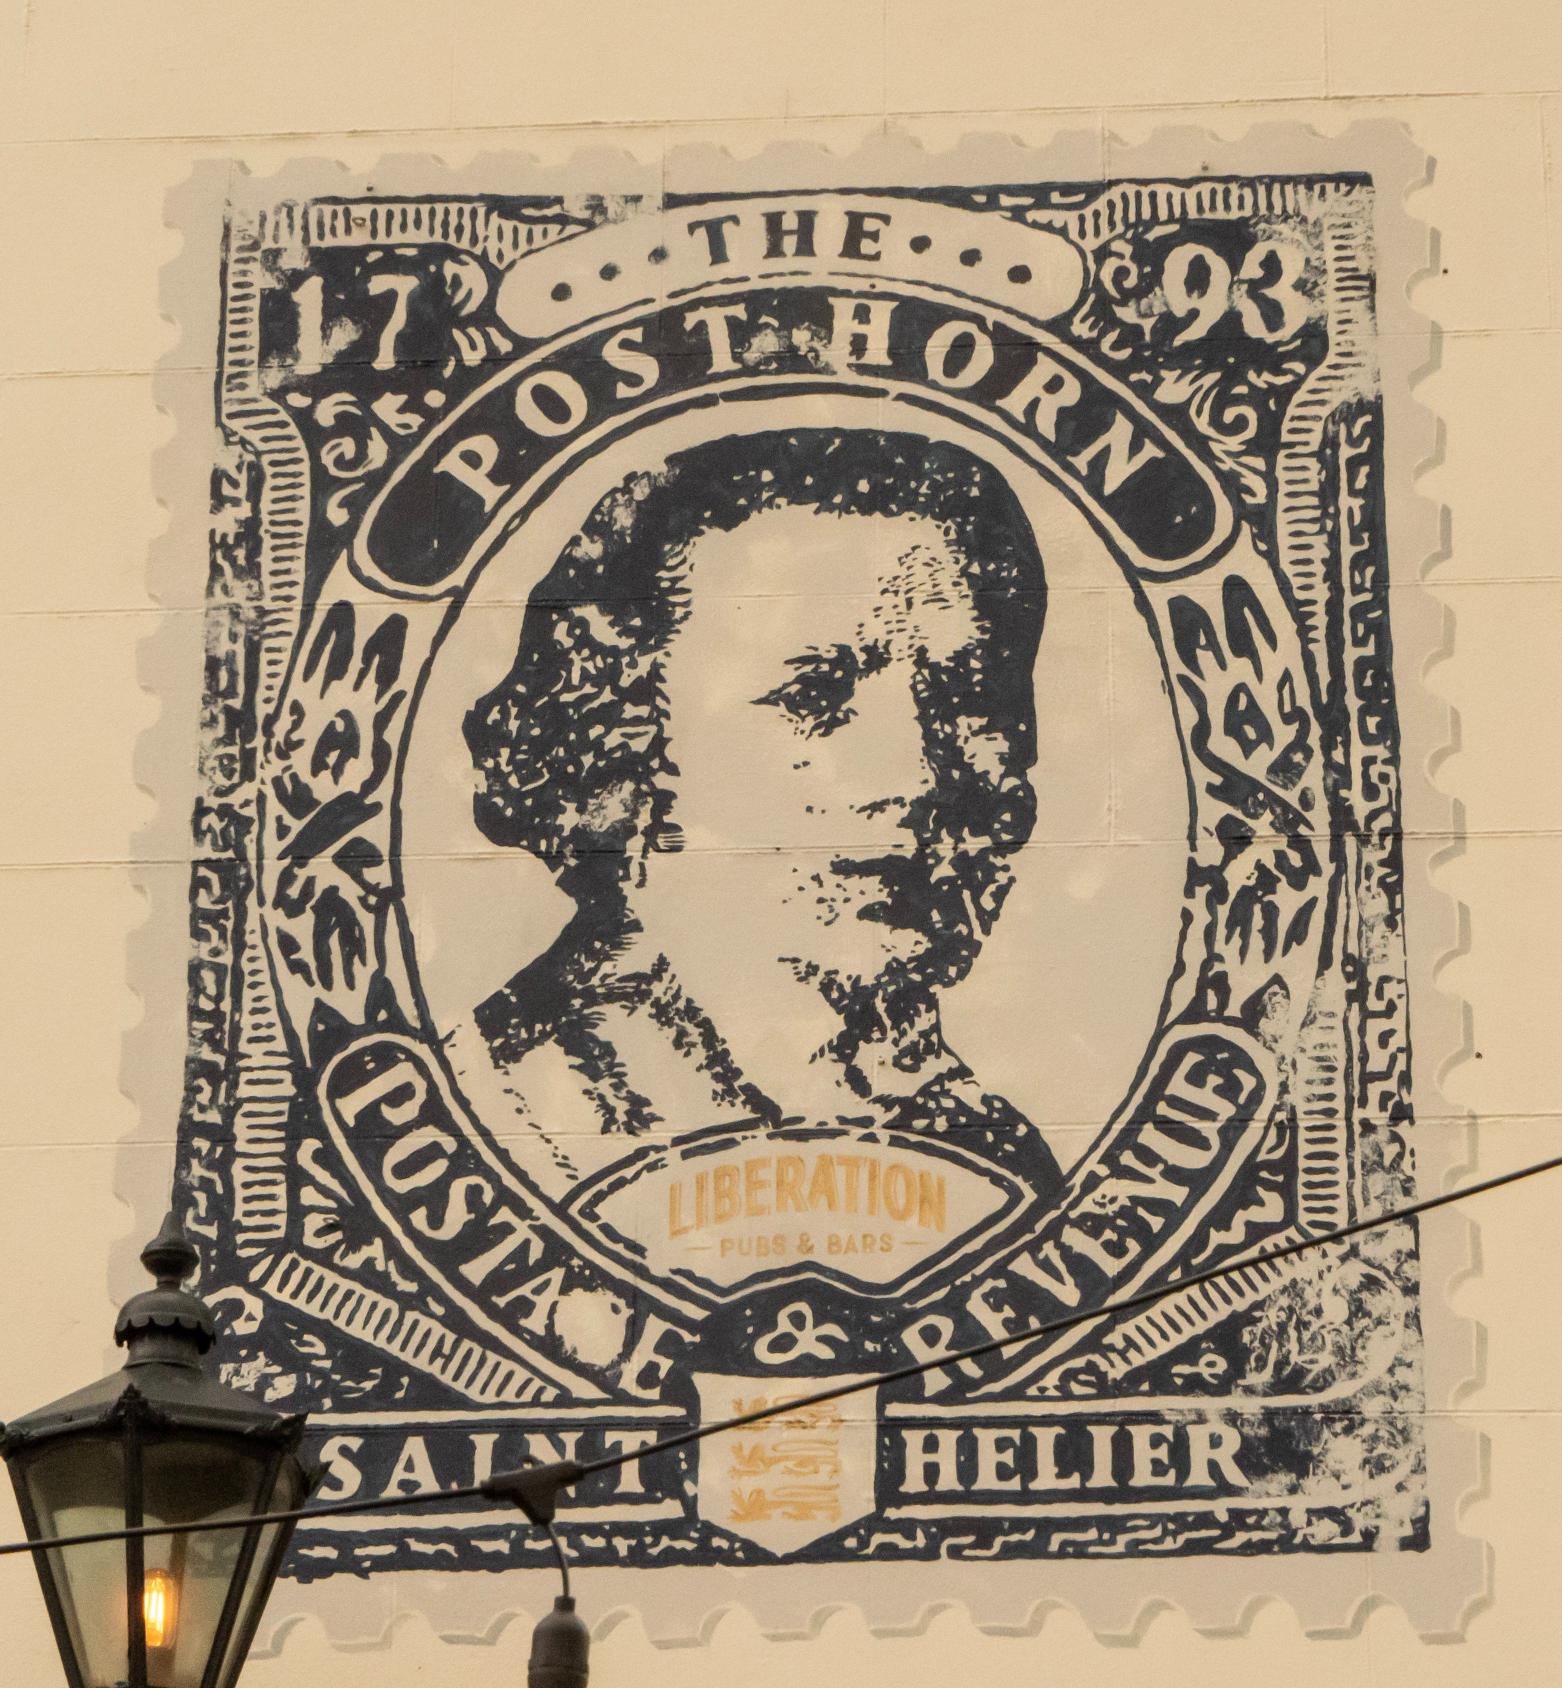 THE
17 93
POST HORN
LIBERATION
PUBS & BARS
POSTAGE & REVENUE
SAINT HELIER